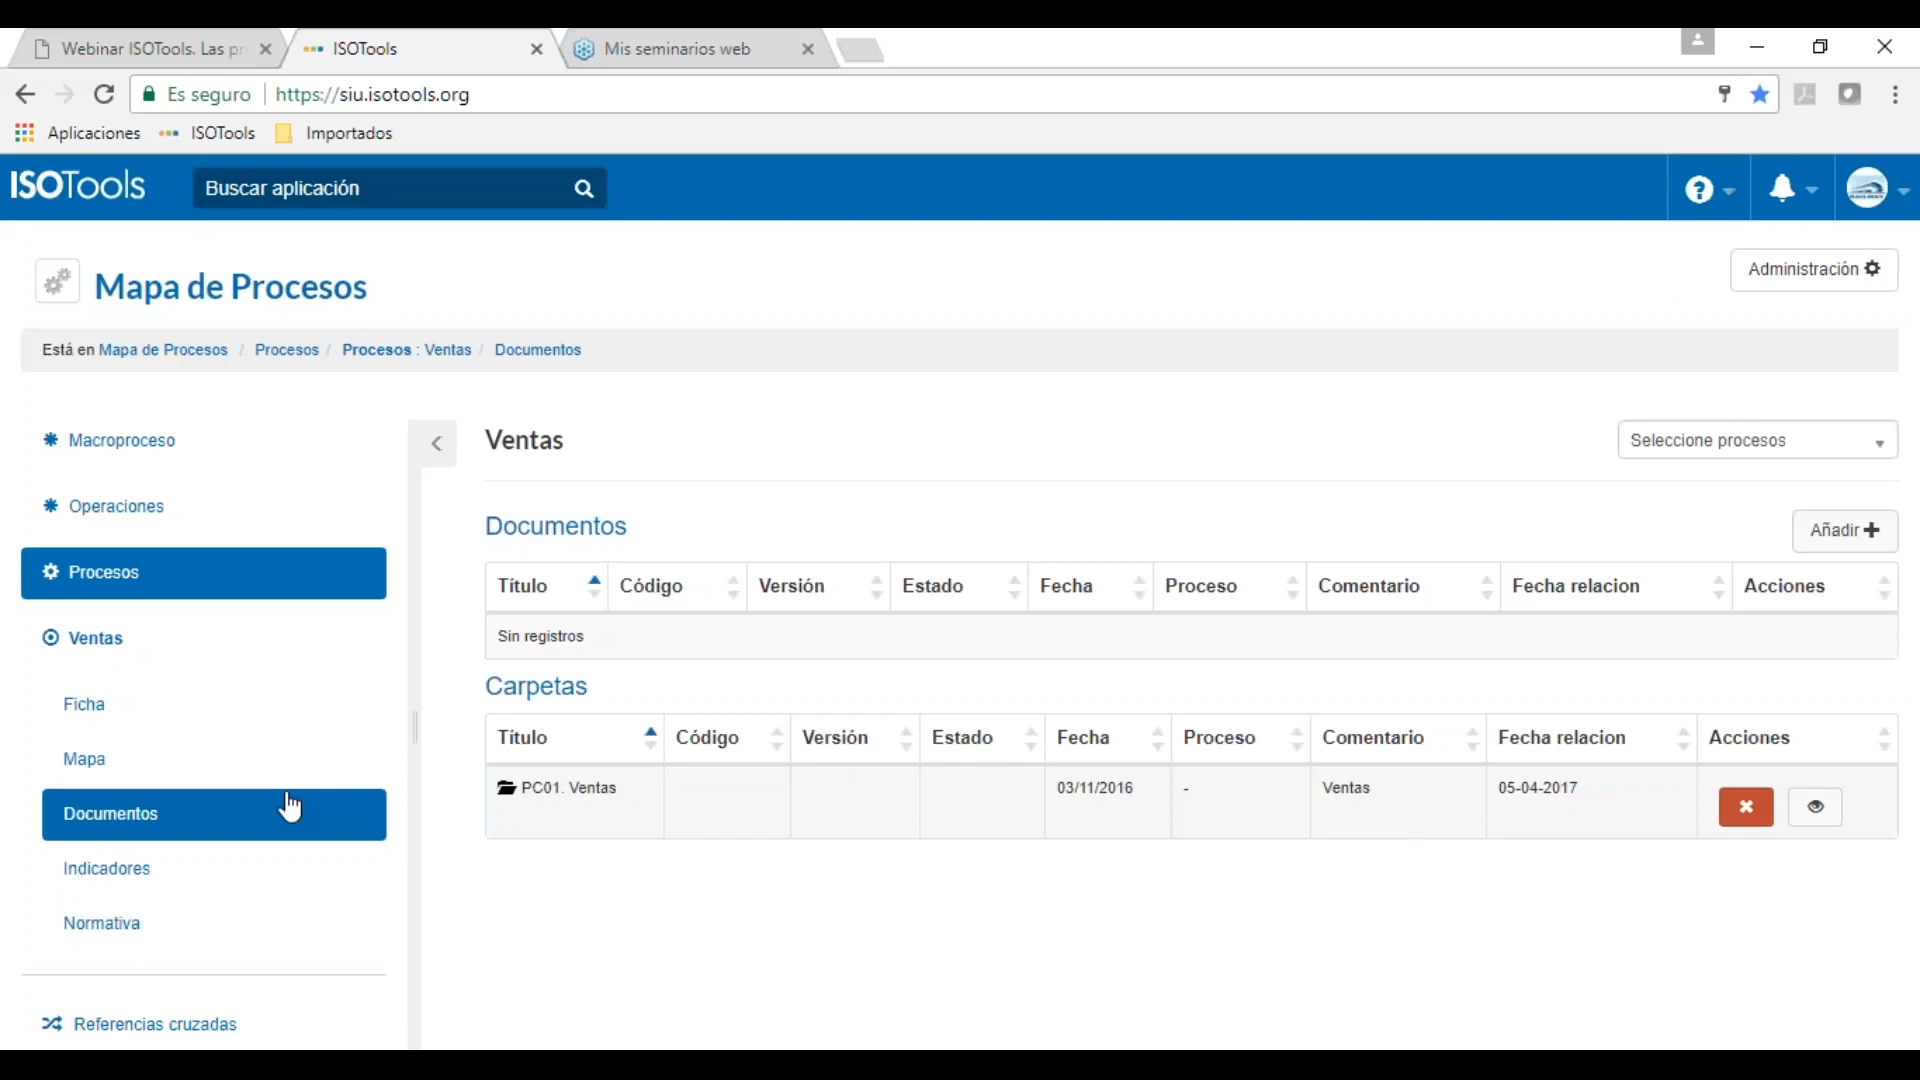 Webinar ISOTools. Las pr
ISOTools
Mis seminarios web
Es seguro
https://siu.isotools.org
Aplicaciones
ISOTools
Importados
ISOTools
Buscar aplicación
Mapa de Procesos
Administración
Está en Mapa de Procesos / Procesos / Procesos : Ventas / Documentos
Macroproceso
Operaciones
Procesos
Ventas
Ficha
Mapa
Documentos
Indicadores
Normativa
Referencias cruzadas
Ventas
Seleccione procesos
Documentos
Añadir
Título Código Versión Estado Fecha Proceso Comentario Fecha relacion Acciones
Sin registros
Carpetas
Título Código Versión Estado Fecha Proceso Comentario Fecha relacion Acciones
PC01. Ventas 03/11/2016 - Ventas 05-04-2017